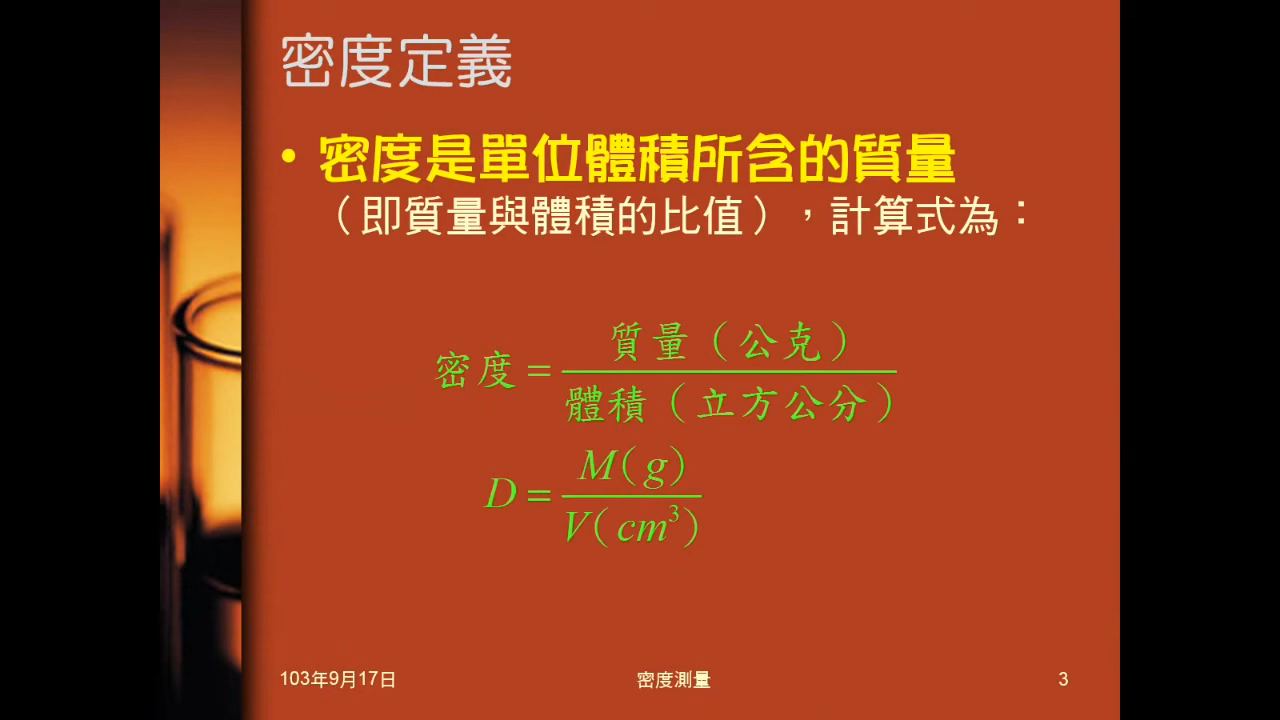 密度定義
• 密度是單位體積所含的質量
（即質量與體積的比值），計算式為：
密度 = 質量（公克） / 體積（立方公分）
D = M(g) / V(cm³)
103年9月17日
密度測量
3